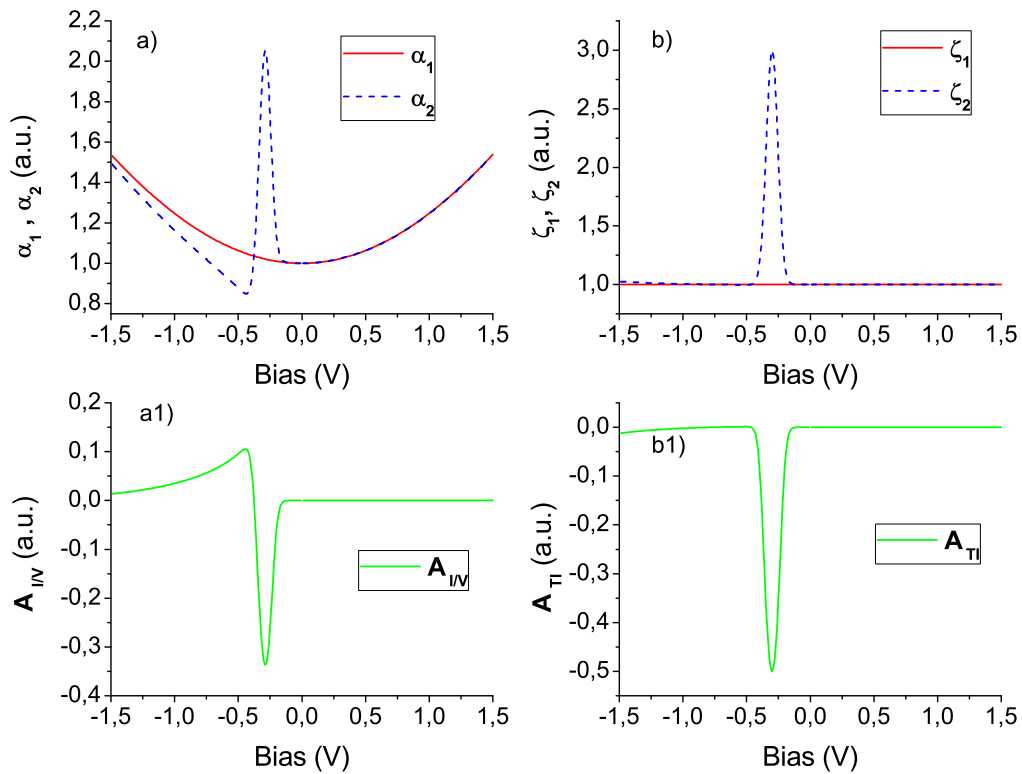 a)
α1
α2
2,2
2,0
1,8
1,6
1,4
1,2
1,0
0,8
α1 , α2 (a.u.)
-1,5 -1,0 -0,5 0,0 0,5 1,0 1,5
Bias (V)
b)
ζ1
ζ2
3,0
2,5
2,0
1,5
1,0
ζ1, ζ2 (a.u.)
-1,5 -1,0 -0,5 0,0 0,5 1,0 1,5
Bias (V)
a1)
0,2
0,1
0,0
-0,1
-0,2
-0,3
-0,4
A I/V (a.u.)
A I/V
-1,5 -1,0 -0,5 0,0 0,5 1,0 1,5
Bias (V)
b1)
0,0
-0,1
-0,2
-0,3
-0,4
-0,5
A TI (a.u.)
A TI
-1,5 -1,0 -0,5 0,0 0,5 1,0 1,5
Bias (V)